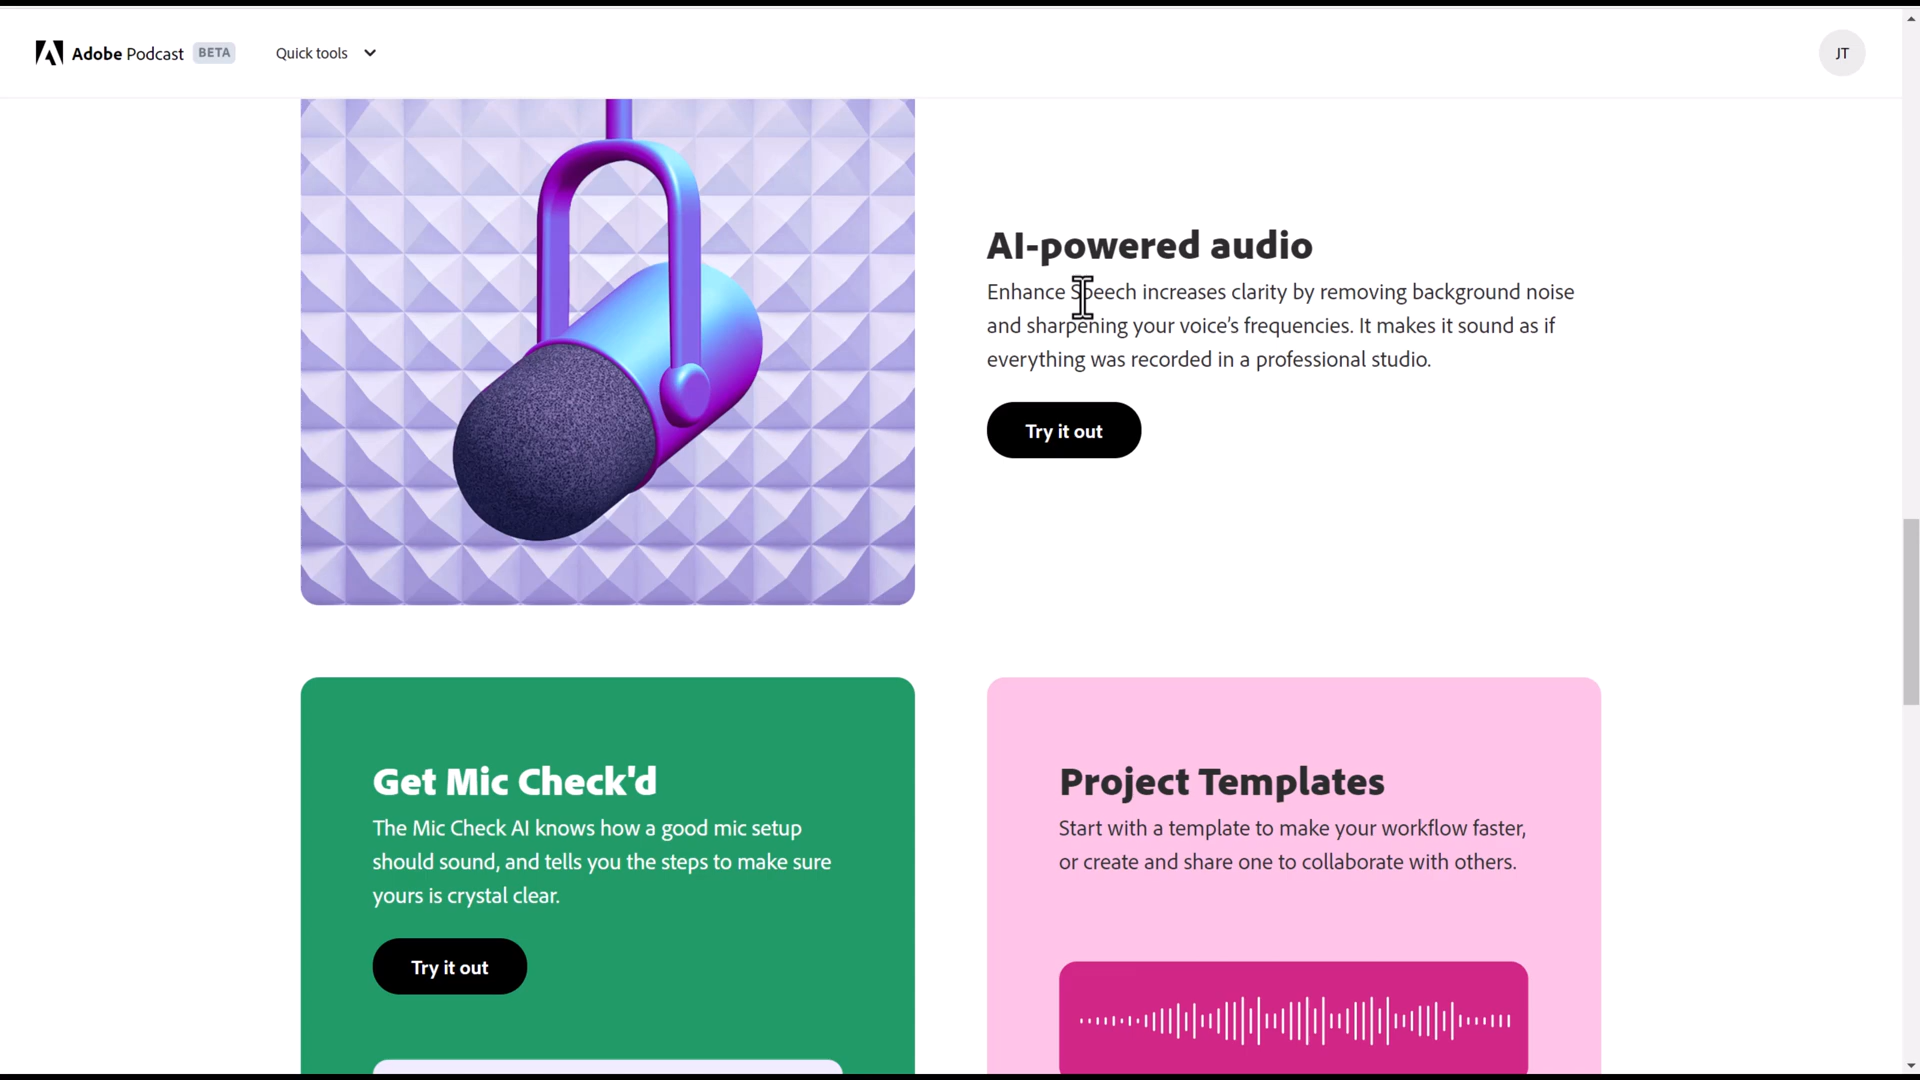 Adobe Podcast BETA
Quick tools
JT
AI-powered audio
Enhance Speech increases clarity by removing background noise
and sharpening your voice’s frequencies. It makes it sound as if
everything was recorded in a professional studio.
Try it out
Get Mic Check'd
The Mic Check AI knows how a good mic setup
should sound, and tells you the steps to make sure
yours is crystal clear.
Try it out
Project Templates
Start with a template to make your workflow faster,
or create and share one to collaborate with others.